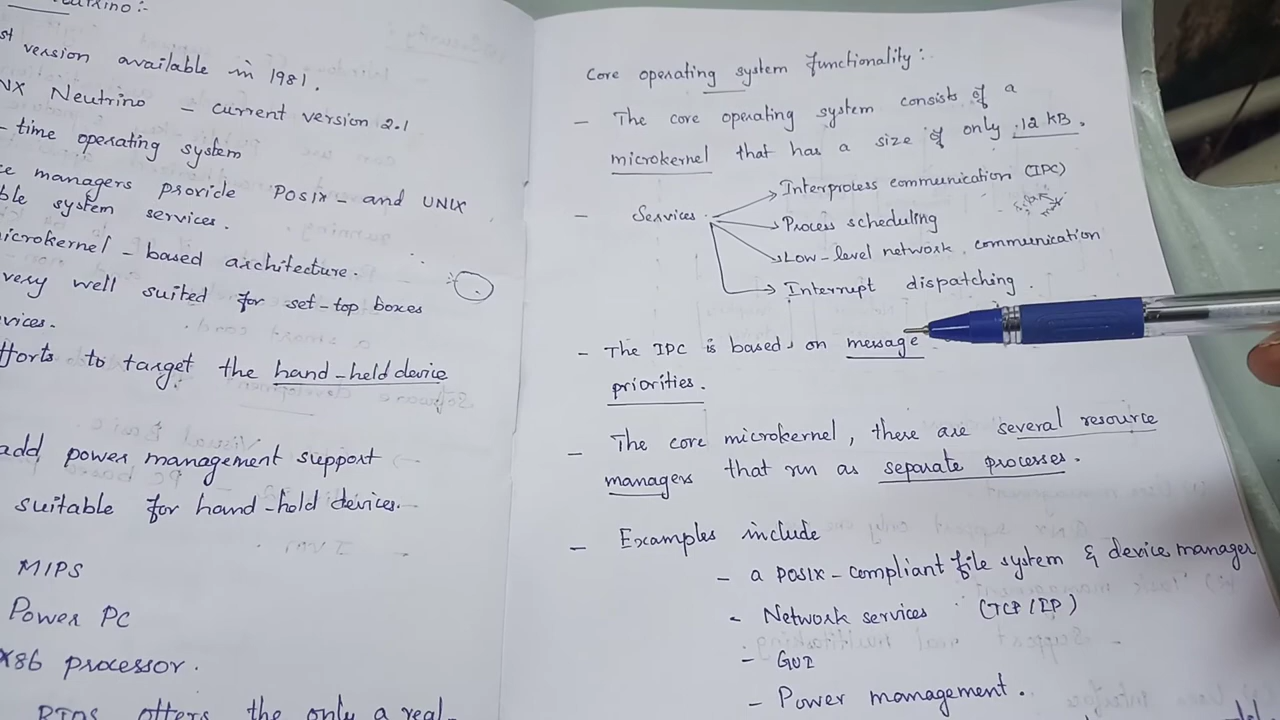 version available in 1981.
Neutrino - current version 2.1
- time operating system
managers provide POSIX- and UNIX
system services.
microkernel - based architecture.
very well suited for set-top boxes
to target the hand-held device
add power management support
suitable for hand-held devices.
MIPS
Power PC
X86 processor.
RTOS offers the only a real-
Core operating system functionality:
- The core operating system consists of a
microkernel that has a size of only 12 KB.
- Services
Interprocess communication (IPC)
Process scheduling
Low-level network communication
Interrupt dispatching.
- The IPC is based on message
priorities.
- The core microkernel, there are several resource
managers that run as separate processes.
- Examples include
- a POSIX-compliant file system & device manager
- Network services (TCP/IP)
- GUI
- Power management.